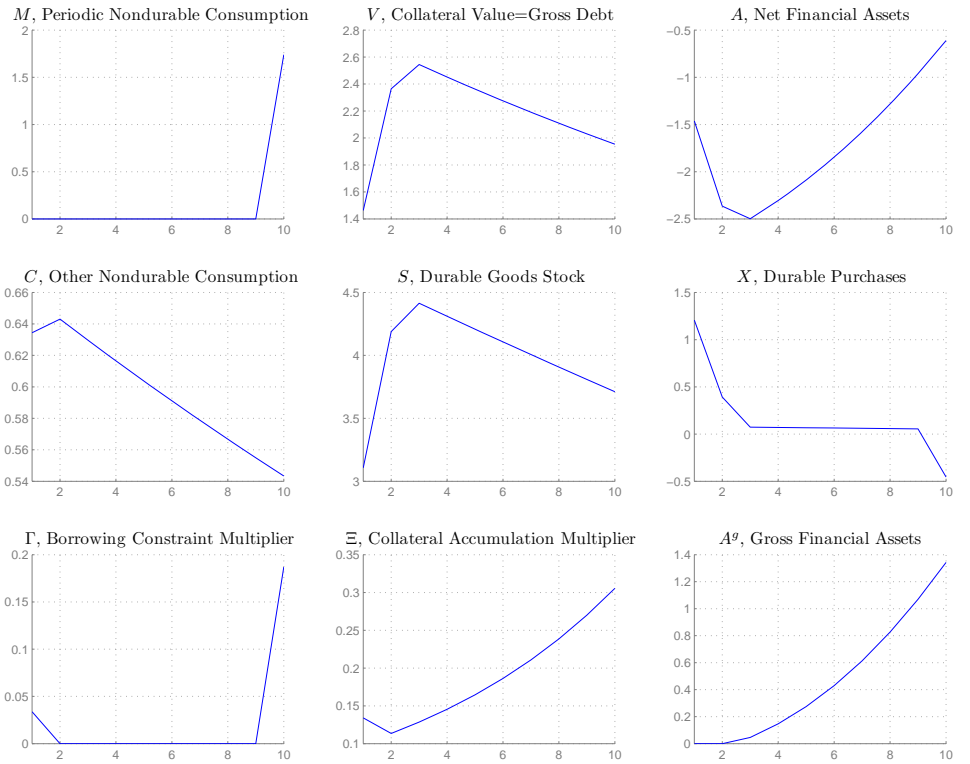 M, Periodic Nondurable Consumption
2
1.5
1
0.5
0
2 4 6 8 10
V, Collateral Value=Gross Debt
2.8
2.6
2.4
2.2
2
1.8
1.6
1.4
2 4 6 8 10
A, Net Financial Assets
−0.5
−1
−1.5
−2
−2.5
2 4 6 8 10
C, Other Nondurable Consumption
0.66
0.64
0.62
0.6
0.58
0.56
0.54
2 4 6 8 10
S, Durable Goods Stock
4.5
4
3.5
3
2 4 6 8 10
X, Durable Purchases
1.5
1
0.5
0
−0.5
2 4 6 8 10
Γ, Borrowing Constraint Multiplier
0.2
0.15
0.1
0.05
0
2 4 6 8 10
Ξ, Collateral Accumulation Multiplier
0.35
0.3
0.25
0.2
0.15
0.1
2 4 6 8 10
A^g, Gross Financial Assets
1.4
1.2
1
0.8
0.6
0.4
0.2
0
2 4 6 8 10